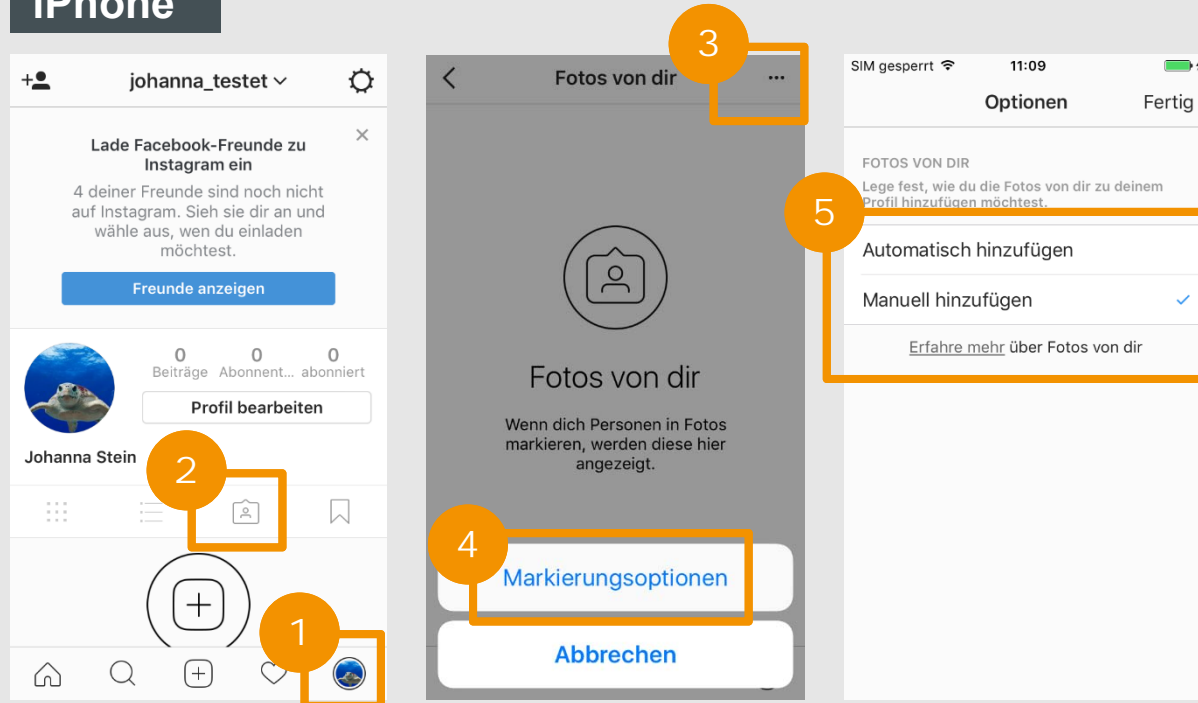 iPhone
johanna_testet
Lade Facebook-Freunde zu
Instagram ein
4 deiner Freunde sind noch nicht
auf Instagram. Sieh sie dir an und
wähle aus, wen du einladen
möchtest.
Freunde anzeigen
0 0 0
Beiträge Abonnent... abonniert
Profil bearbeiten
Johanna Stein
2
1
3
Fotos von dir
Fotos von dir
Wenn dich Personen in Fotos
markieren, werden diese hier
angezeigt.
4
Markierungsoptionen
Abbrechen
SIM gesperrt 11:09
Optionen Fertig
FOTOS VON DIR
Lege fest, wie du die Fotos von dir zu deinem
Profil hinzufügen möchtest.
5
Automatisch hinzufügen
Manuell hinzufügen
Erfahre mehr über Fotos von dir